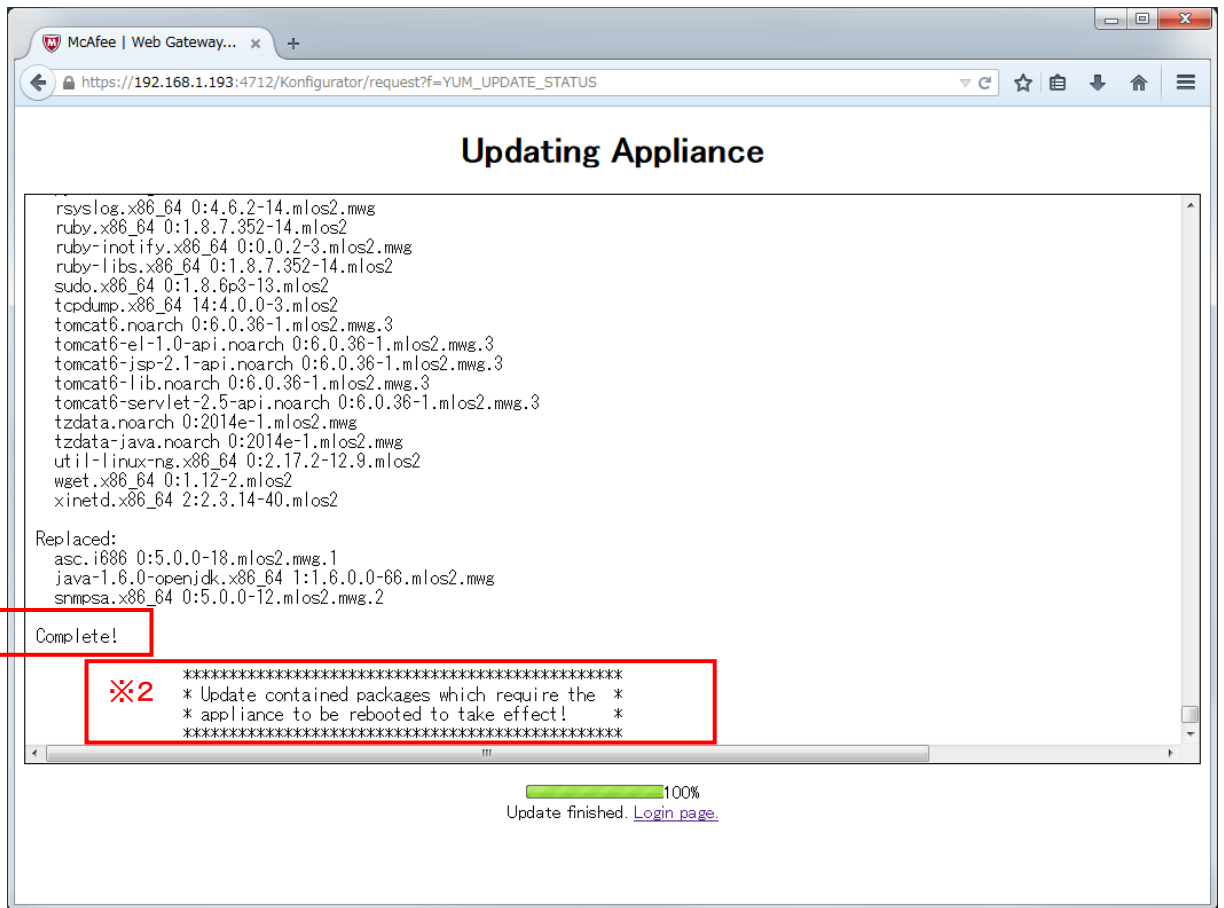 McAfee | Web Gateway...
https://192.168.1.193:4712/Konfigurator/request?f=YUM_UPDATE_STATUS
Updating Appliance
rsyslog.x86_64 0:4.6.2-14.mlos2.mwg
ruby.x86_64 0:1.8.7.352-14.mlos2
ruby-inotify.x86_64 0:0.0.2-3.mlos2.mwg
ruby-libs.x86_64 0:1.8.7.352-14.mlos2
sudo.x86_64 0:1.8.6p3-13.mlos2
tcpdump.x86_64 14:4.0.0-3.mlos2
tomcat6.noarch 0:6.0.36-1.mlos2.mwg.3
tomcat6-el-1.0-api.noarch 0:6.0.36-1.mlos2.mwg.3
tomcat6-jsp-2.1-api.noarch 0:6.0.36-1.mlos2.mwg.3
tomcat6-lib.noarch 0:6.0.36-1.mlos2.mwg.3
tomcat6-servlet-2.5-api.noarch 0:6.0.36-1.mlos2.mwg.3
tzdata.noarch 0:2014e-1.mlos2.mwg
tzdata-java.noarch 0:2014e-1.mlos2.mwg
util-linux-ng.x86_64 0:2.17.2-12.9.mlos2
wget.x86_64 0:1.12-2.mlos2
xinetd.x86_64 2:2.3.14-40.mlos2
Replaced:
asc.i686 0:5.0.0-18.mlos2.mwg.1
java-1.6.0-openjdk.x86_64 1:1.6.0.0-66.mlos2.mwg
snmpsa.x86_64 0:5.0.0-12.mlos2.mwg.2
Complete!
***********************************************
※2 * Update contained packages which require the *
* appliance to be rebooted to take effect! *
***********************************************
100%
Update finished. Login page.